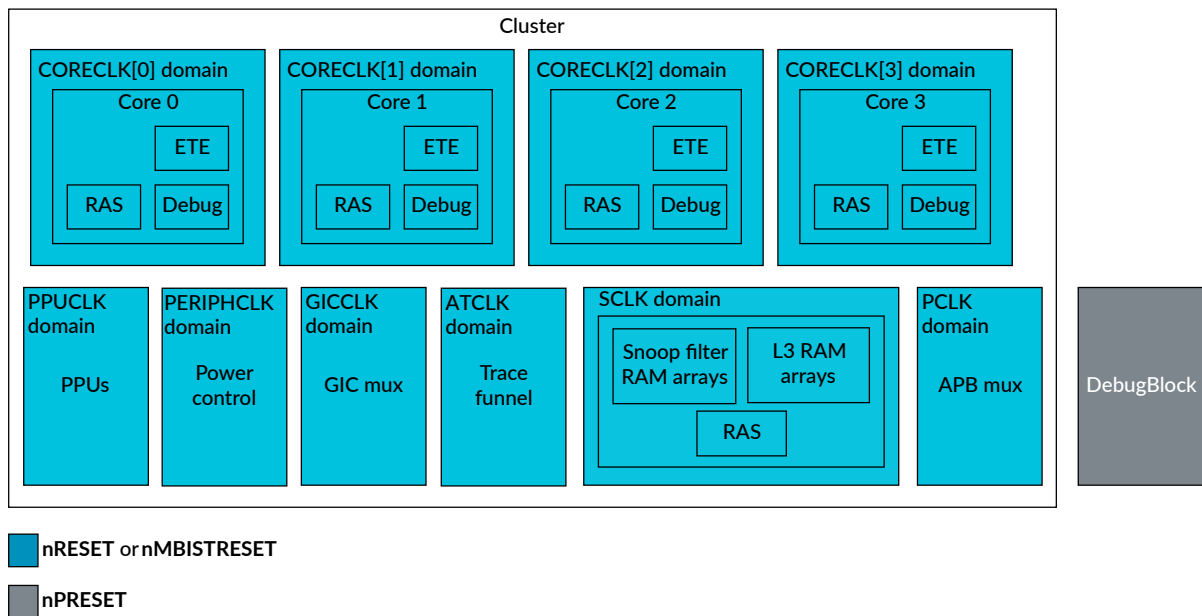 Cluster
CORECLK[0] domain
Core 0
ETE
RAS
Debug
CORECLK[1] domain
Core 1
ETE
RAS
Debug
CORECLK[2] domain
Core 2
ETE
RAS
Debug
CORECLK[3] domain
Core 3
ETE
RAS
Debug
PPUCLK
domain
PPUs
PERIPHCLK
domain
Power
control
GICCLK
domain
GIC mux
ATCLK
domain
Trace
funnel
SCLK domain
Snoop filter
RAM arrays
L3 RAM
arrays
RAS
PCLK
domain
APB mux
DebugBlock
nRESET or nMBISTRESET
nPRESET